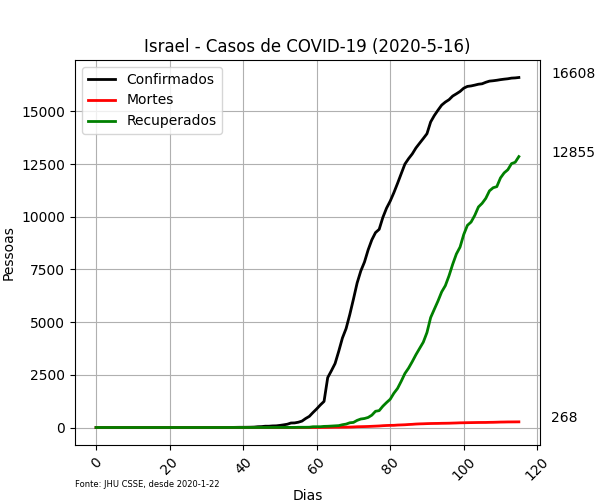 Israel - Casos de COVID-19 (2020-5-16)
Confirmados
Mortes
Recuperados
16608
12855
268
Pessoas
15000
12500
10000
7500
5000
2500
0
0 20 40 60 80 100 120
Fonte: JHU CSSE, desde 2020-1-22
Dias